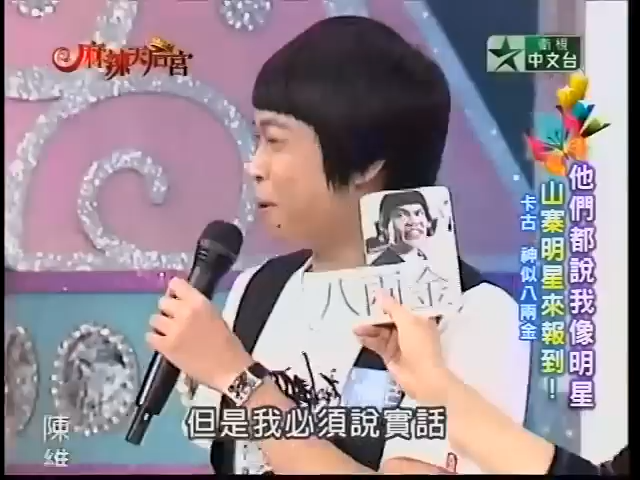 麻辣天后宮
衛視
中文台
他們都說我像明星
山寨明星來報到！
卡古 神似八兩金
八兩金
但是我必須說實話
陳
維